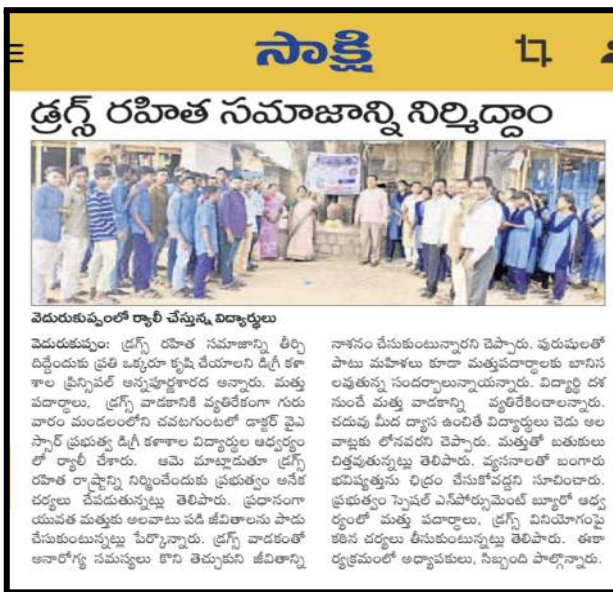 సాక్షి
డ్రగ్స్ రహిత సమాజాన్ని నిర్మిద్దాం
వెదురుకుప్పంలో ర్యాలీ చేస్తున్న విద్యార్థులు
వెదురుకుప్పం: డ్రగ్స్ రహిత సమాజాన్ని తీర్చి
దిద్దేందుకు ప్రతి ఒక్కరూ కృషి చేయాలని డిగ్రీ కళా
శాల ప్రిన్సిపల్ అన్నపూర్ణశారద అన్నారు. మత్తు
పదార్థాలు, డ్రగ్స్ వాడకానికి వ్యతిరేకంగా గురు
వారం మండలంలోని చవటగుంటలో డాక్టర్ వైఎ
స్సార్ ప్రభుత్వ డిగ్రీ కళాశాల విద్యార్థుల ఆధ్వర్యం
లో ర్యాలీ చేశారు. ఆమె మాట్లాడుతూ డ్రగ్స్
రహిత రాష్ట్రాన్ని నిర్మించేందుకు ప్రభుత్వం అనేక
చర్యలు చేపడుతున్నట్లు తెలిపారు. ప్రధానంగా
యువత మత్తుకు అలవాటు పడి జీవితాలను పాడు
చేసుకుంటున్నట్లు పేర్కొన్నారు. డ్రగ్స్ వాడకంతో
అనారోగ్య సమస్యలు కొని తెచ్చుకుని జీవితాన్ని
నాశనం చేసుకుంటున్నారని చెప్పారు. పురుషులతో
పాటు మహిళలు కూడా మత్తుపదార్థాలకు బానిస
లవుతున్న సందర్భాలున్నాయన్నారు. విద్యార్థి దశ
నుంచే మత్తు వాడకాన్ని వ్యతిరేకించాలన్నారు.
చదువు మీద ద్యాస ఉంచితే విద్యార్థులు చెడు అల
వాట్లకు లోనవరని చెప్పారు. మత్తుతో బతుకులు
చిత్తవుతున్నట్లు తెలిపారు. వ్యసనాలతో బంగారు
భవిష్యత్తును ఛిద్రం చేసుకోవద్దని సూచించారు.
ప్రభుత్వం స్పెషల్ ఎన్‌ఫోర్సుమెంట్ బ్యూరో ఆధ్వ
ర్యంలో మత్తు పదార్థాలు, డ్రగ్స్ వినియోగంపై
కఠిన చర్యలు తీసుకుంటున్నట్లు తెలిపారు. ఈకా
ర్యక్రమంలో అధ్యాపకులు, సిబ్బంది పాల్గొన్నారు.